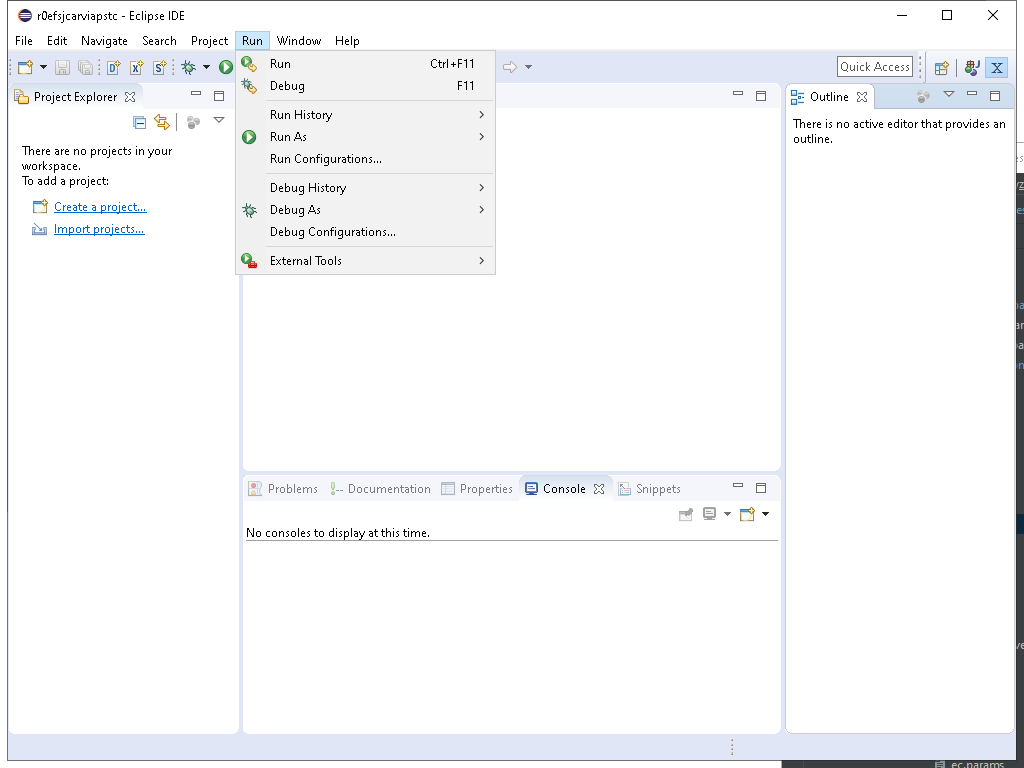 r0efsjcarviapstc - Eclipse IDE
File Edit Navigate Search Project Run Window Help
Run Ctrl+F11
Debug F11
Run History
Run As
Run Configurations...
Debug History
Debug As
Debug Configurations...
External Tools
Quick Access
Project Explorer
There are no projects in your
workspace.
To add a project:
Create a project...
Import projects...
Outline
There is no active editor that provides an
outline.
Problems Documentation Properties Console Snippets
No consoles to display at this time.
ec.params